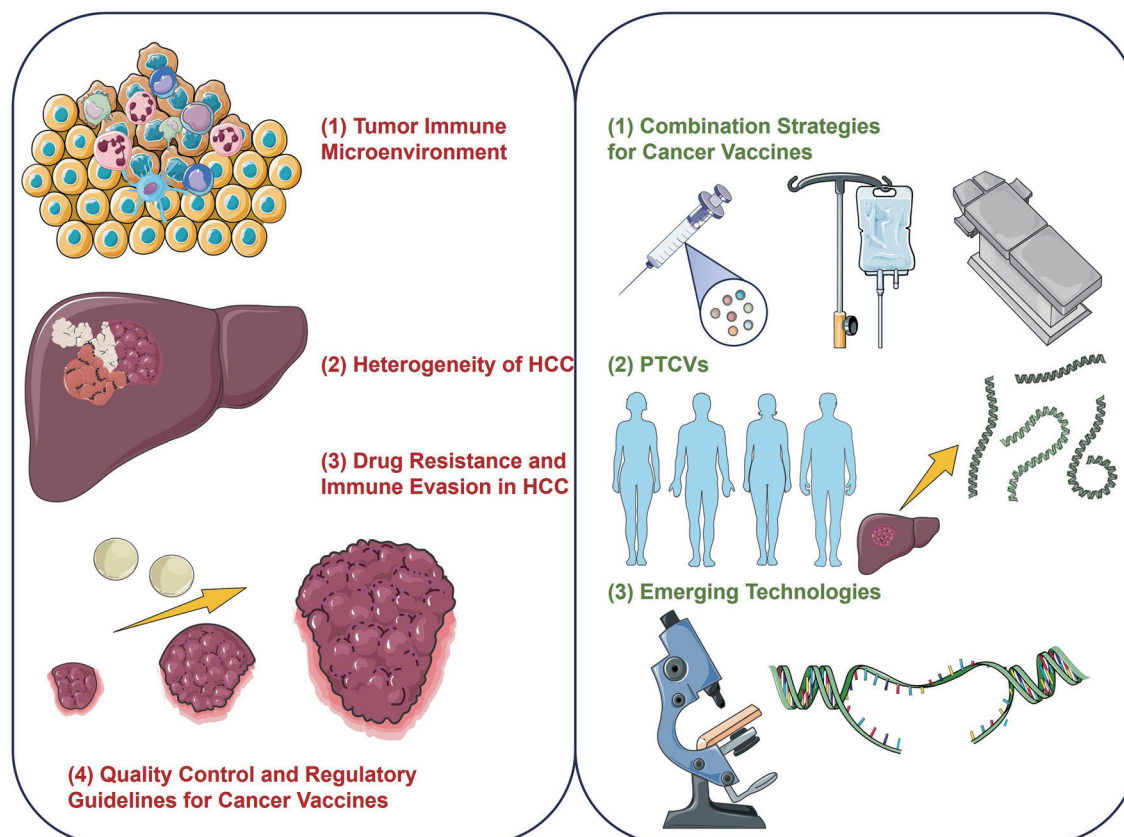 (1) Tumor Immune
Microenvironment
(2) Heterogeneity of HCC
(3) Drug Resistance and
Immune Evasion in HCC
(4) Quality Control and Regulatory
Guidelines for Cancer Vaccines
(1) Combination Strategies
for Cancer Vaccines
(2) PTCVs
(3) Emerging Technologies